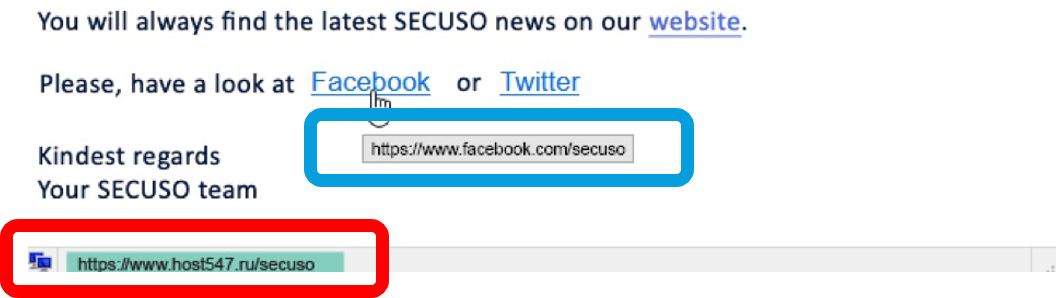 You will always find the latest SECUSO news on our website.
Please, have a look at Facebook or Twitter
https://www.facebook.com/secuso
Kindest regards
Your SECUSO team
https://www.host547.ru/secuso